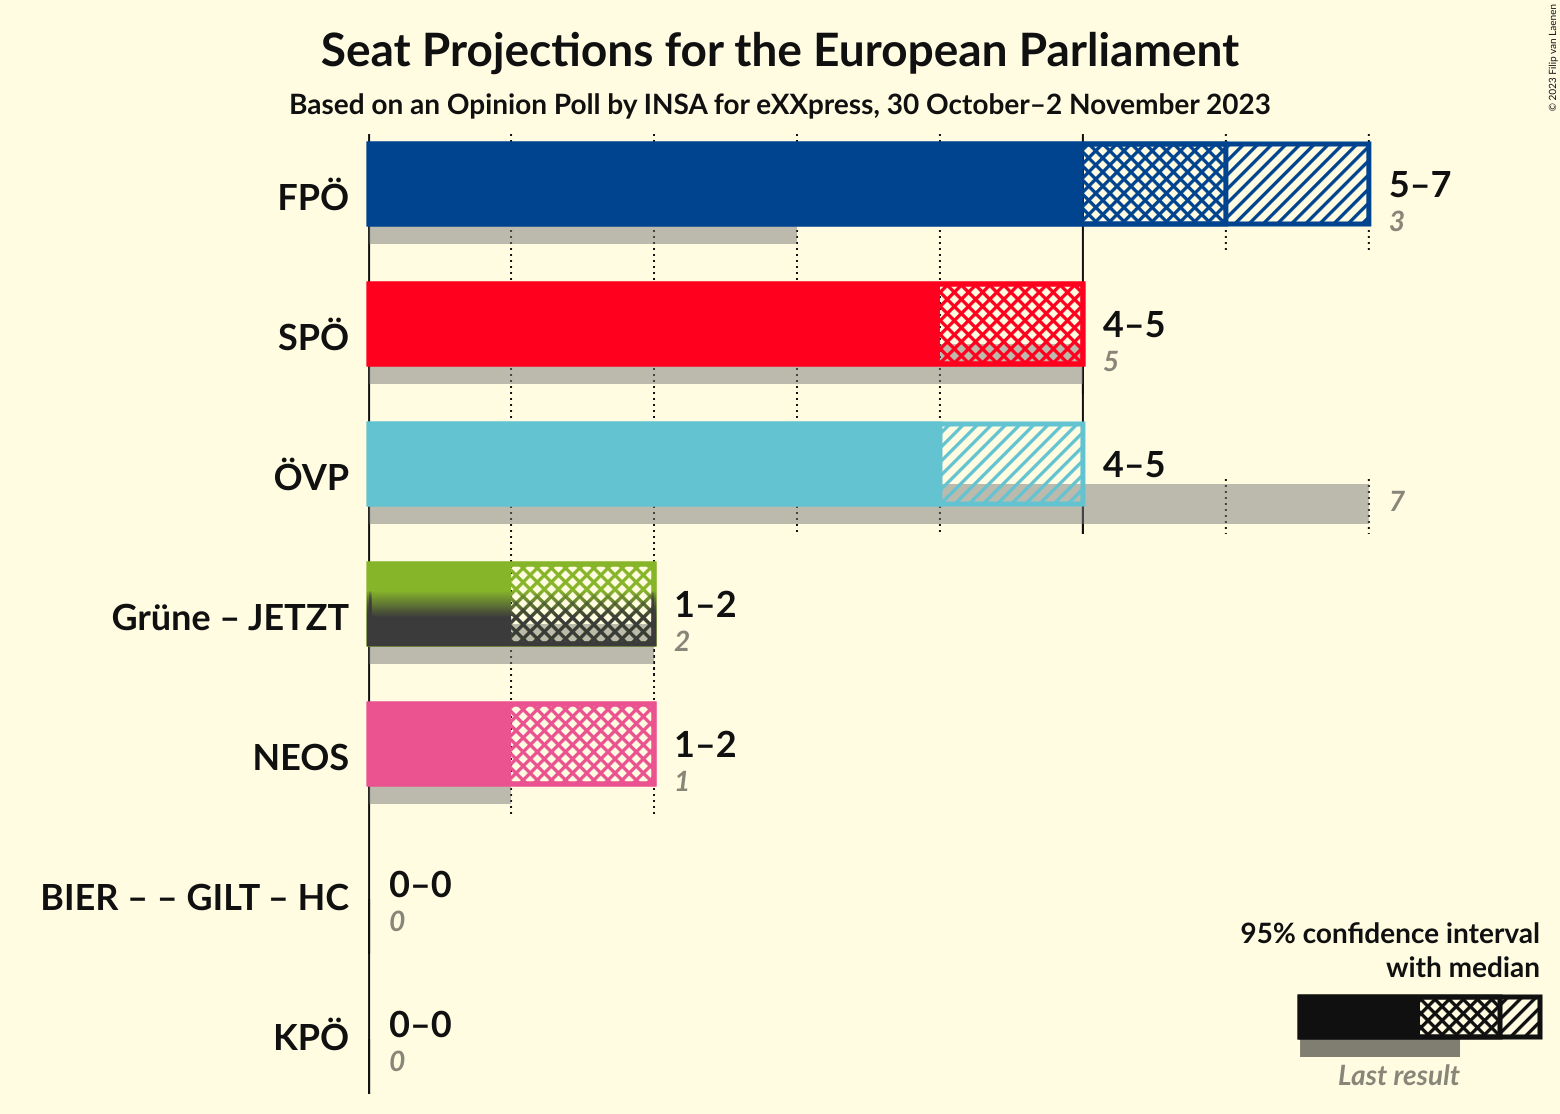 Seat Projections for the European Parliament
Based on an Opinion Poll by INSA for eXXpress, 30 October–2 November 2023
© 2023 Filip van Laenen
FPÖ
5–7
3
SPÖ
4–5
5
ÖVP
4–5
7
Grüne – JETZT
1–2
2
NEOS
1–2
1
BIER – – GILT – HC
0–0
0
KPÖ
0–0
0
95% confidence interval
with median
Last result